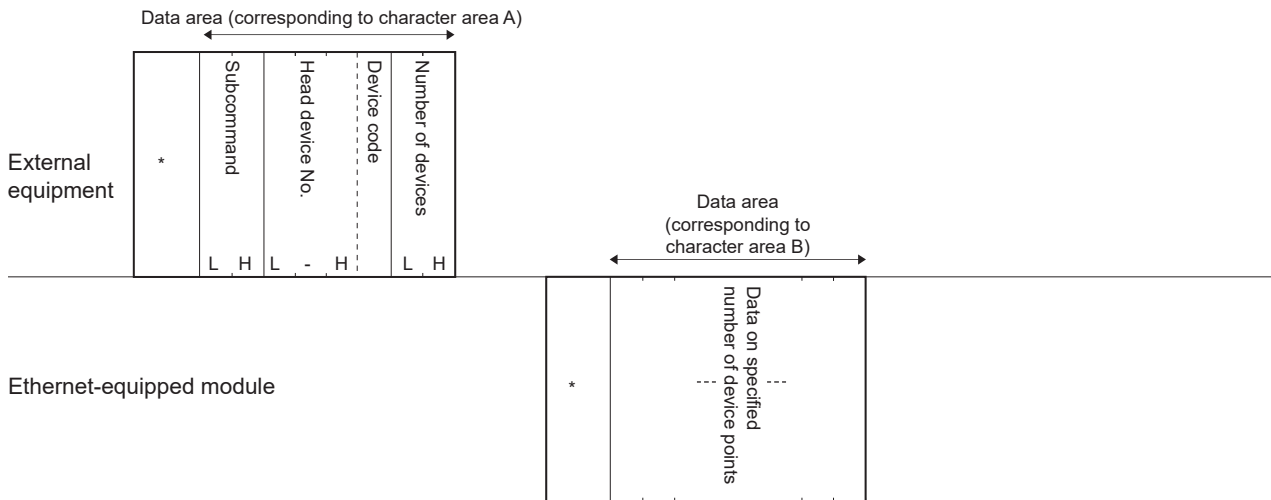 Data area (corresponding to character area A)
External
equipment
*
Subcommand
Head device No.
Device code
Number of devices
L H L - H L H
Data area
(corresponding to
character area B)
Ethernet-equipped module
*
Data on specified
number of device points